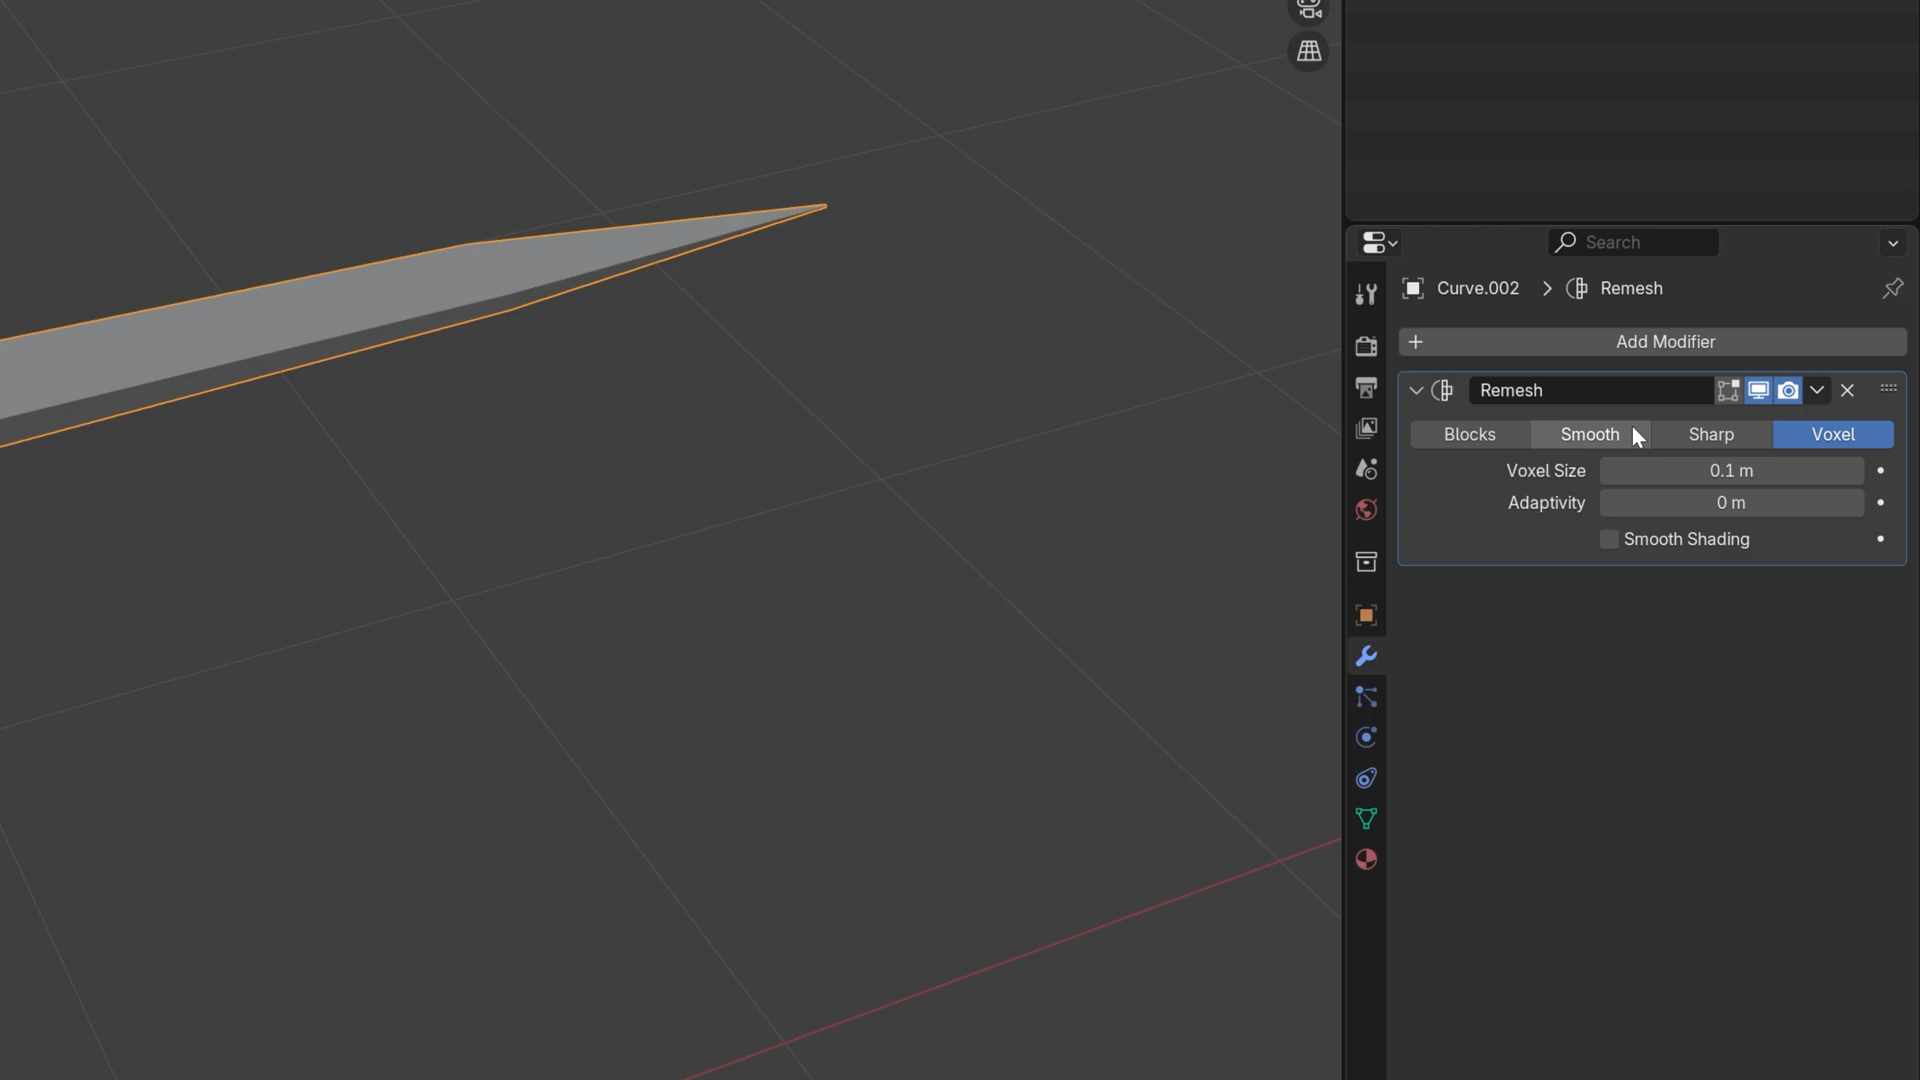 Search
Curve.002 > Remesh
+ Add Modifier
Remesh
Blocks Smooth Sharp Voxel
Voxel Size 0.1 m
Adaptivity 0 m
Smooth Shading